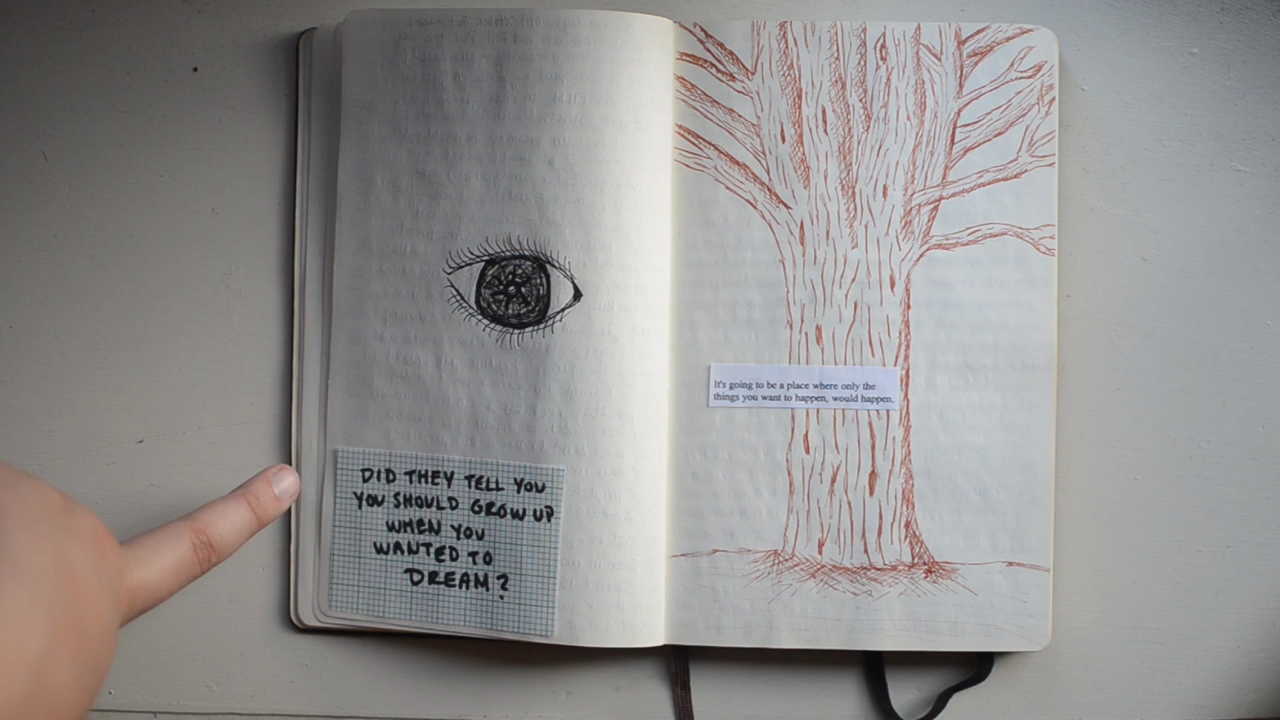 DID THEY TELL YOU
YOU SHOULD GROW UP
WHEN YOU
WANTED TO
DREAM?
It's going to be a place where only the
things you want to happen, would happen.